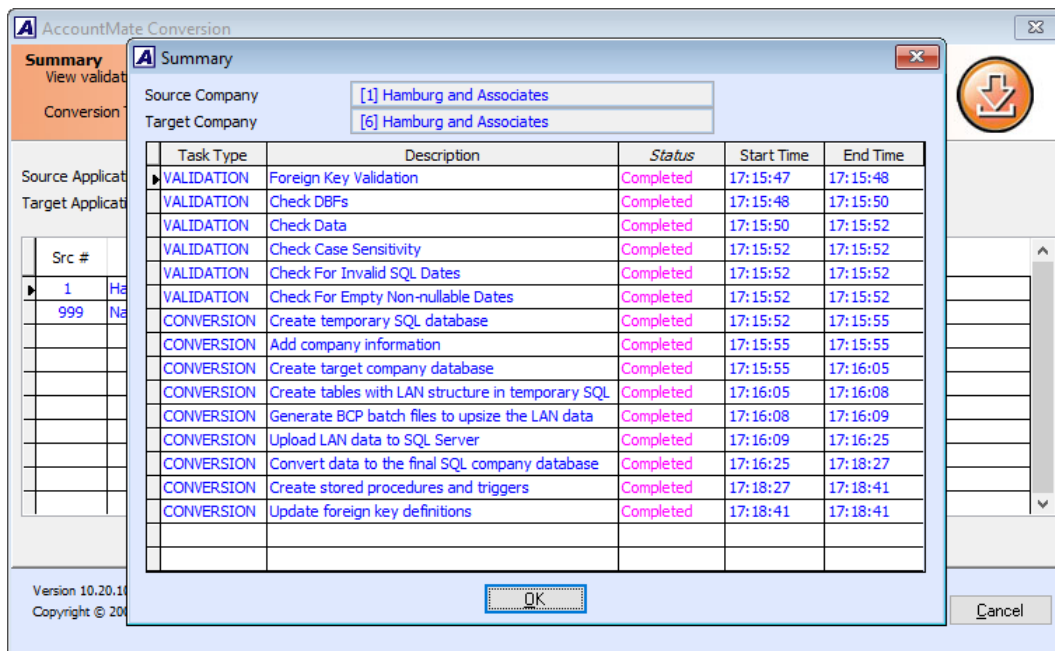 AccountMate Conversion
Summary
View validat
Conversion
Source Applicat
Target Applicati
Src #
1 Ha
999 Na
Version 10.20.10
Copyright © 200
Cancel
Summary
Source Company [1] Hamburg and Associates
Target Company [6] Hamburg and Associates
Task Type Description Status Start Time End Time
VALIDATION Foreign Key Validation Completed 17:15:47 17:15:48
VALIDATION Check DBFs Completed 17:15:48 17:15:50
VALIDATION Check Data Completed 17:15:50 17:15:52
VALIDATION Check Case Sensitivity Completed 17:15:52 17:15:52
VALIDATION Check For Invalid SQL Dates Completed 17:15:52 17:15:52
VALIDATION Check For Empty Non-nullable Dates Completed 17:15:52 17:15:52
CONVERSION Create temporary SQL database Completed 17:15:52 17:15:55
CONVERSION Add company information Completed 17:15:55 17:15:55
CONVERSION Create target company database Completed 17:15:55 17:16:05
CONVERSION Create tables with LAN structure in temporary SQL Completed 17:16:05 17:16:08
CONVERSION Generate BCP batch files to upsize the LAN data Completed 17:16:08 17:16:09
CONVERSION Upload LAN data to SQL Server Completed 17:16:09 17:16:25
CONVERSION Convert data to the final SQL company database Completed 17:16:25 17:18:27
CONVERSION Create stored procedures and triggers Completed 17:18:27 17:18:41
CONVERSION Update foreign key definitions Completed 17:18:41 17:18:41
OK